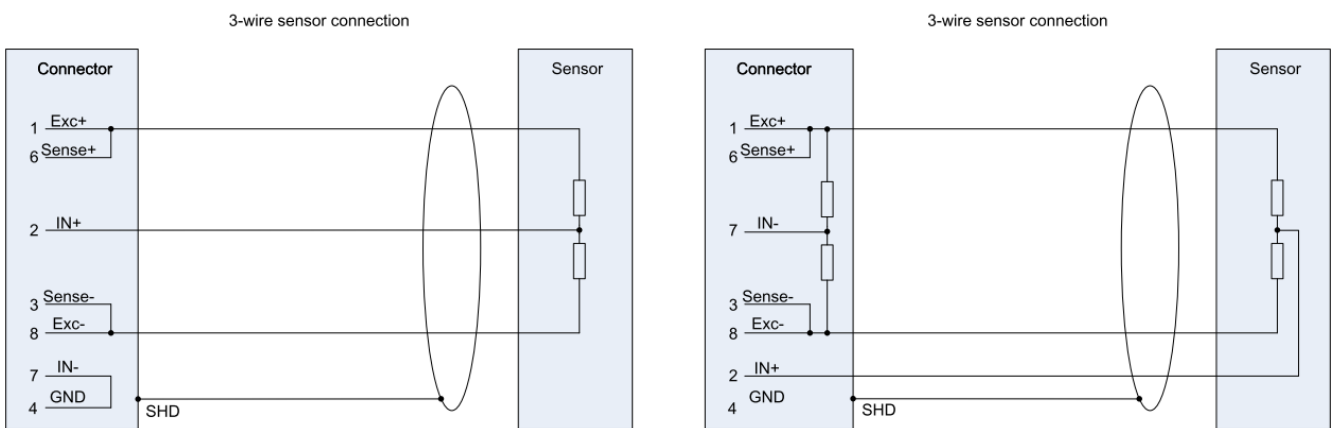 3-wire sensor connection
Connector
Sensor
1 Exc+
6 Sense+
2 IN+
3 Sense-
8 Exc-
7 IN-
4 GND
SHD
3-wire sensor connection
Connector
Sensor
1 Exc+
6 Sense+
7 IN-
3 Sense-
8 Exc-
2 IN+
4 GND
SHD